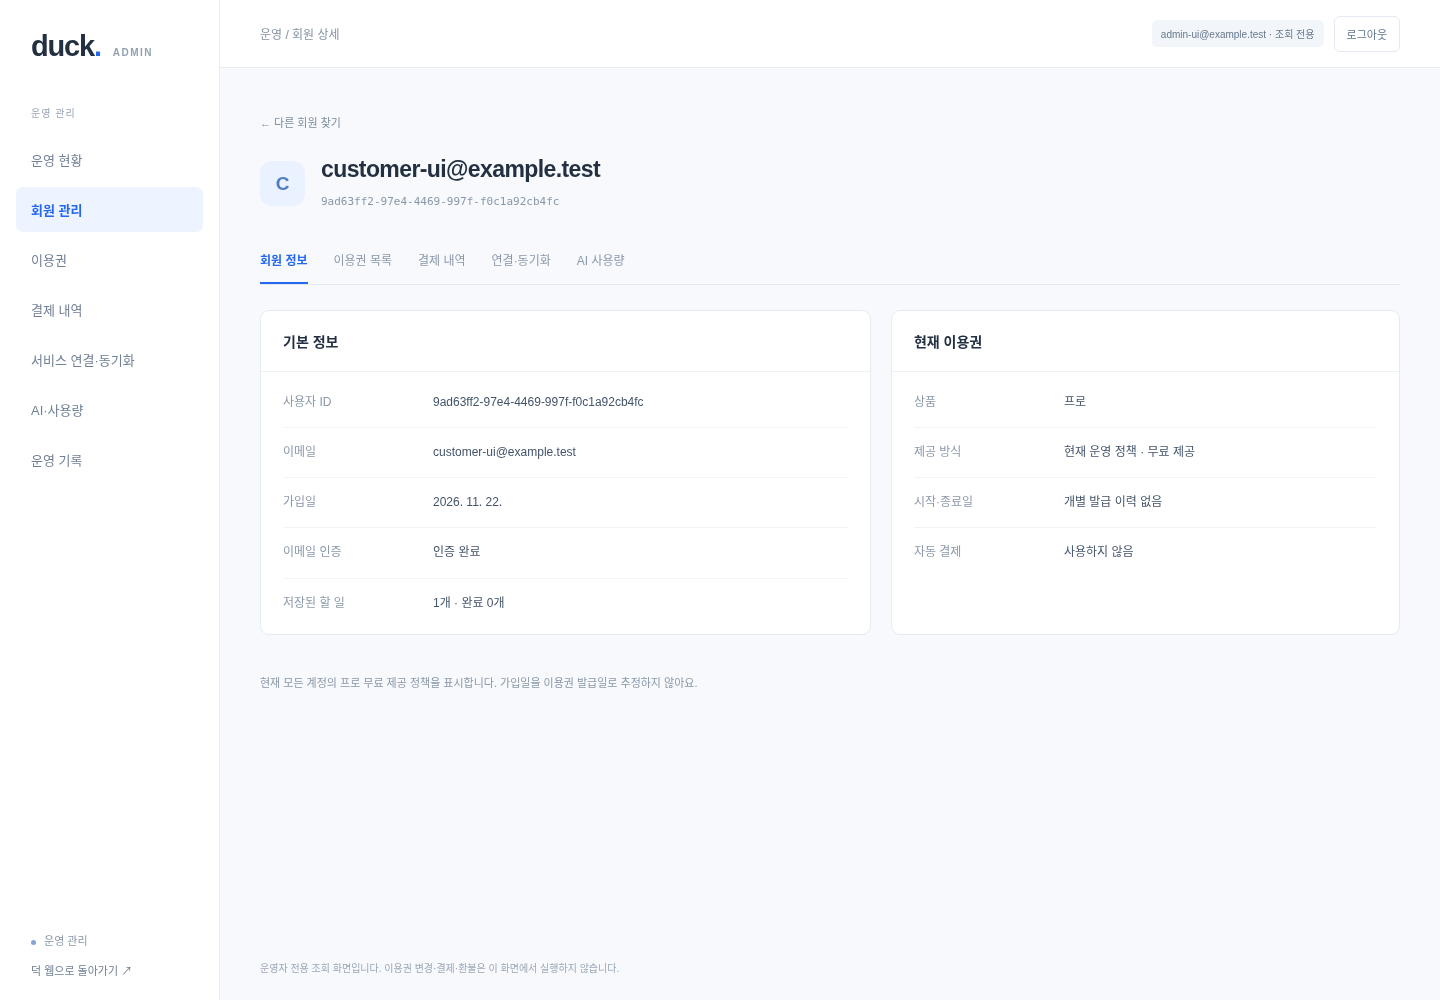 duck. ADMIN
운영 관리
운영 현황
회원 관리
이용권
결제 내역
서비스 연결·동기화
AI·사용량
운영 기록
운영 관리
덕 웹으로 돌아가기 ↗
운영 / 회원 상세
admin-ui@example.test · 조회 전용
로그아웃
← 다른 회원 찾기
C
customer-ui@example.test
9ad63ff2-97e4-4469-997f-f0c1a92cb4fc
회원 정보 이용권 목록 결제 내역 연결·동기화 AI 사용량
기본 정보
사용자 ID 9ad63ff2-97e4-4469-997f-f0c1a92cb4fc
이메일 customer-ui@example.test
가입일 2026. 11. 22.
이메일 인증 인증 완료
저장된 할 일 1개 · 완료 0개
현재 이용권
상품 프로
제공 방식 현재 운영 정책 · 무료 제공
시작·종료일 개별 발급 이력 없음
자동 결제 사용하지 않음
현재 모든 계정의 프로 무료 제공 정책을 표시합니다. 가입일을 이용권 발급일로 추정하지 않아요.
운영자 전용 조회 화면입니다. 이용권 변경·결제·환불은 이 화면에서 실행하지 않습니다.